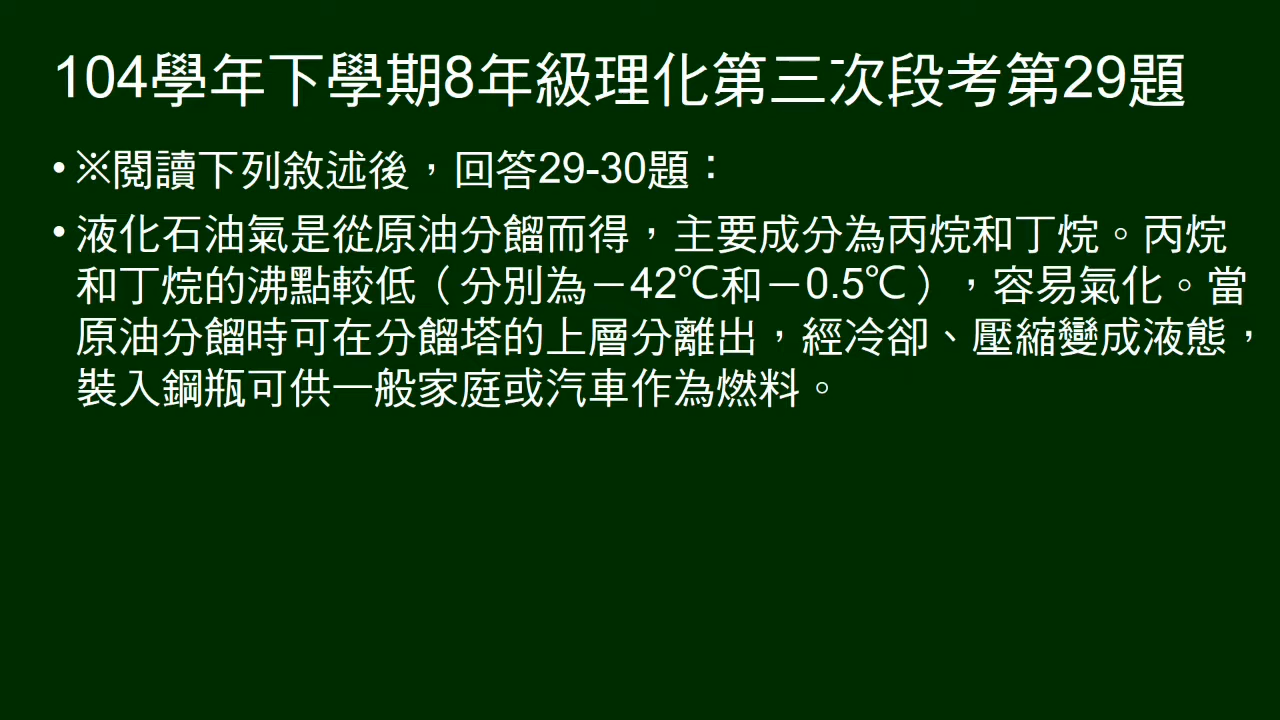 104學年下學期8年級理化第三次段考第29題
•※閱讀下列敘述後，回答29-30題：
•液化石油氣是從原油分餾而得，主要成分為丙烷和丁烷。丙烷
和丁烷的沸點較低（分別為－42℃和－0.5℃），容易氣化。當
原油分餾時可在分餾塔的上層分離出，經冷卻、壓縮變成液態，
裝入鋼瓶可供一般家庭或汽車作為燃料。